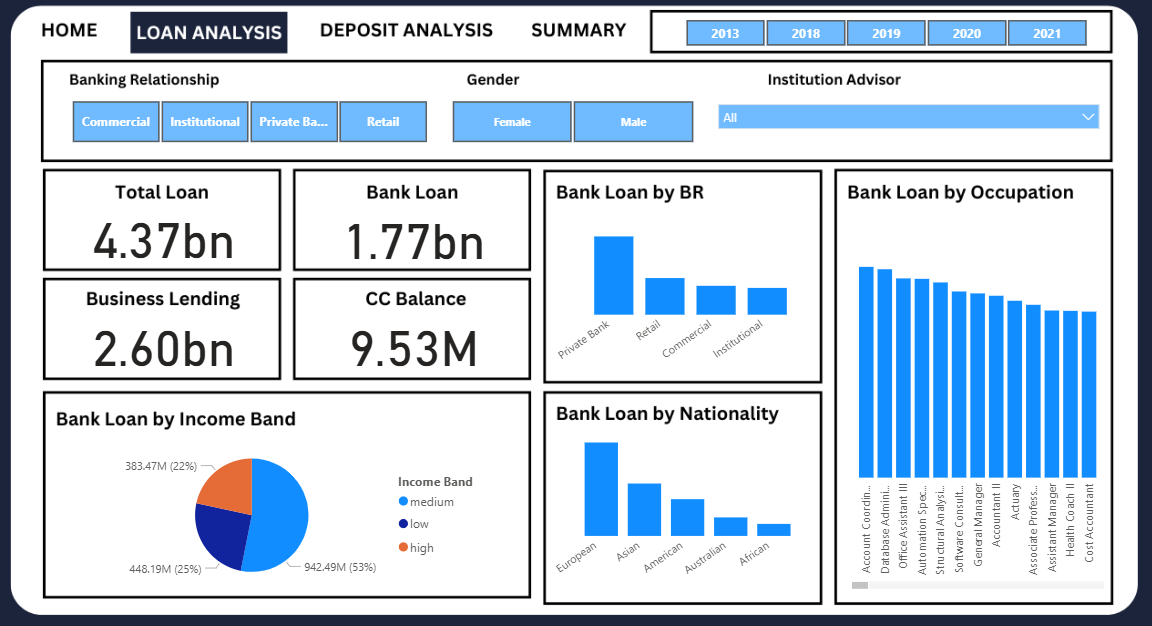 HOME
LOAN ANALYSIS
DEPOSIT ANALYSIS
SUMMARY
2013
2018
2019
2020
2021
Banking Relationship
Commercial
Institutional
Private Ba...
Retail
Gender
Female
Male
Institution Advisor
All
Total Loan
4.37bn
Bank Loan
1.77bn
Business Lending
2.60bn
CC Balance
9.53M
Bank Loan by BR
Private Bank
Retail
Commercial
Institutional
Bank Loan by Occupation
Account Coordin...
Database Admini...
Office Assistant III
Automation Spec...
Structural Analysi...
Software Consult...
General Manager
Accountant II
Actuary
Associate Profess...
Assistant Manager
Health Coach II
Cost Accountant
Bank Loan by Income Band
383.47M (22%)
448.19M (25%)
942.49M (53%)
Income Band
medium
low
high
Bank Loan by Nationality
European
Asian
American
Australian
African